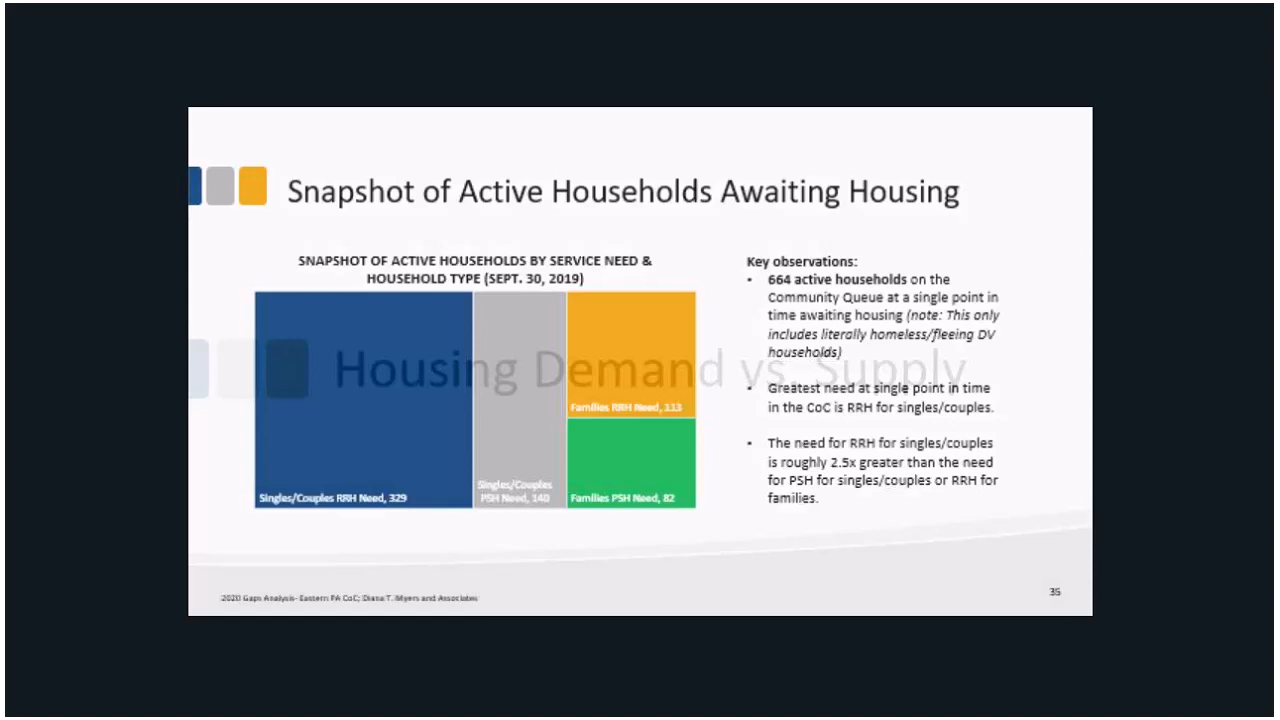 Snapshot of Active Households Awaiting Housing
SNAPSHOT OF ACTIVE HOUSEHOLDS BY SERVICE NEED &
HOUSEHOLD TYPE (SEPT. 30, 2019)
Singles/Couples RRH Need, 329
Singles/Couples
PSH Need, 140
Families RRH Need, 113
Families PSH Need, 82
Housing Demand vs. Supply
Key observations:
• 664 active households on the
Community Queue at a single point in
time awaiting housing (note: This only
includes literally homeless/fleeing DV
households)
• Greatest need at single point in time
in the CoC is RRH for singles/couples.
• The need for RRH for singles/couples
is roughly 2.5x greater than the need
for PSH for singles/couples or RRH for
families.
2020 Gaps Analysis- Eastern PA CoC; Diana T. Myers and Associates
35